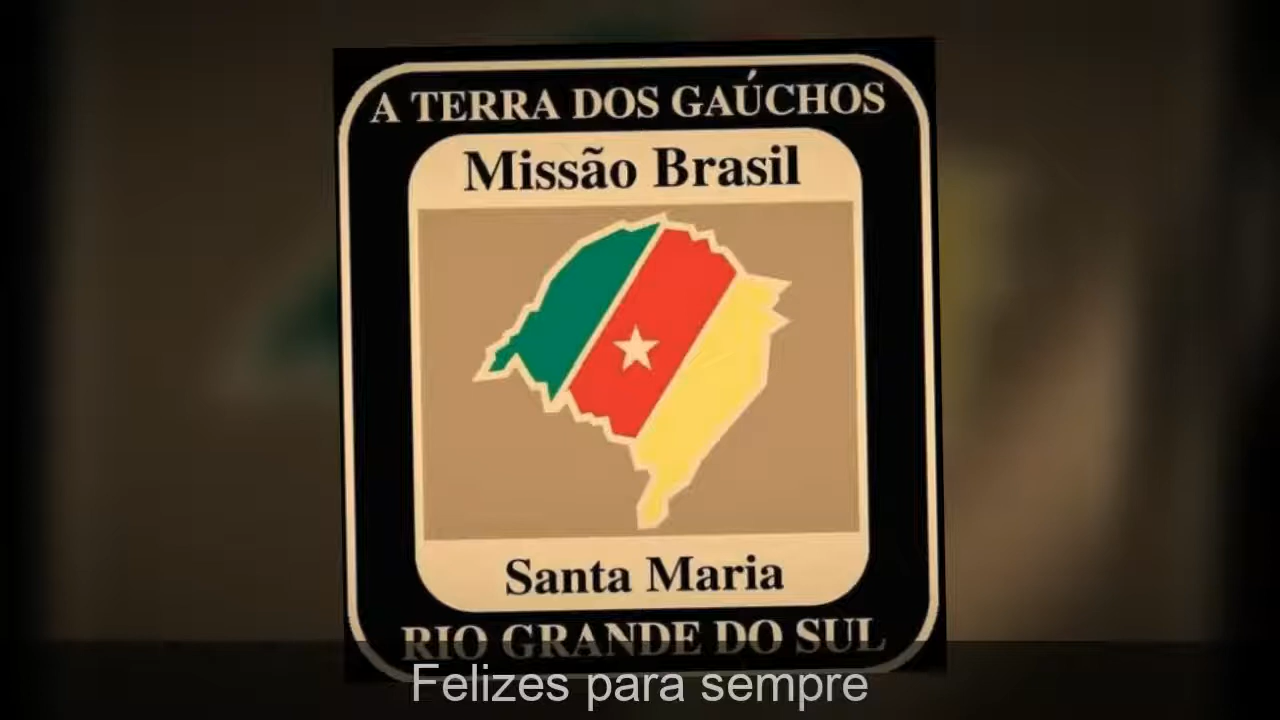 A TERRA DOS GAÚCHOS
Missão Brasil
Santa Maria
RIO GRANDE DO SUL
Felizes para sempre